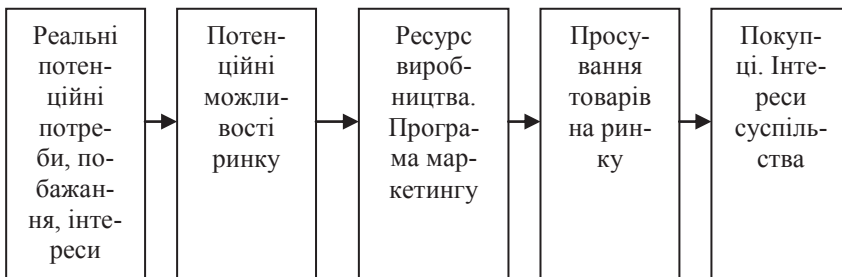 Реальні
потен-
ційні
потре-
би, по-
бажан-
ня, інте-
реси
Потен-
ційні
можли-
вості
ринку
Ресурс
вироб-
ництва.
Програ-
ма мар-
кетингу
Просу-
вання
товарів
на рин-
ку
Покуп-
ці. Інте-
реси
суспіль-
ства